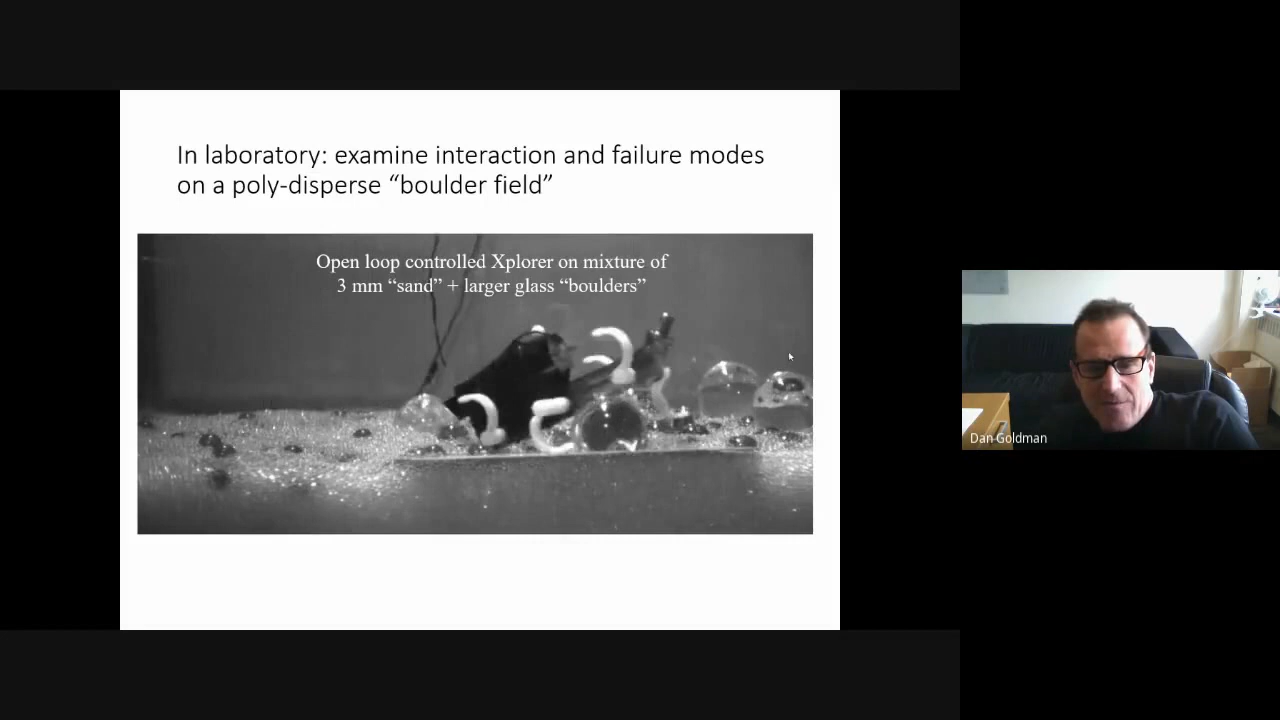 In laboratory: examine interaction and failure modes
on a poly-disperse “boulder field”
Open loop controlled Xplorer on mixture of
3 mm “sand” + larger glass “boulders”
Dan Goldman